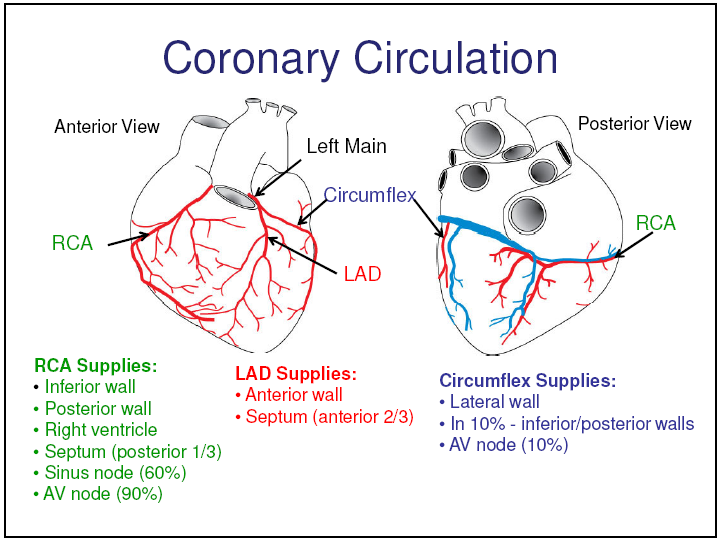 Coronary Circulation
Anterior View
Posterior View
Left Main
Circumflex
RCA
RCA
LAD
RCA Supplies:
• Inferior wall
• Posterior wall
• Right ventricle
• Septum (posterior 1/3)
• Sinus node (60%)
• AV node (90%)
LAD Supplies:
• Anterior wall
• Septum (anterior 2/3)
Circumflex Supplies:
• Lateral wall
• In 10% - inferior/posterior walls
• AV node (10%)